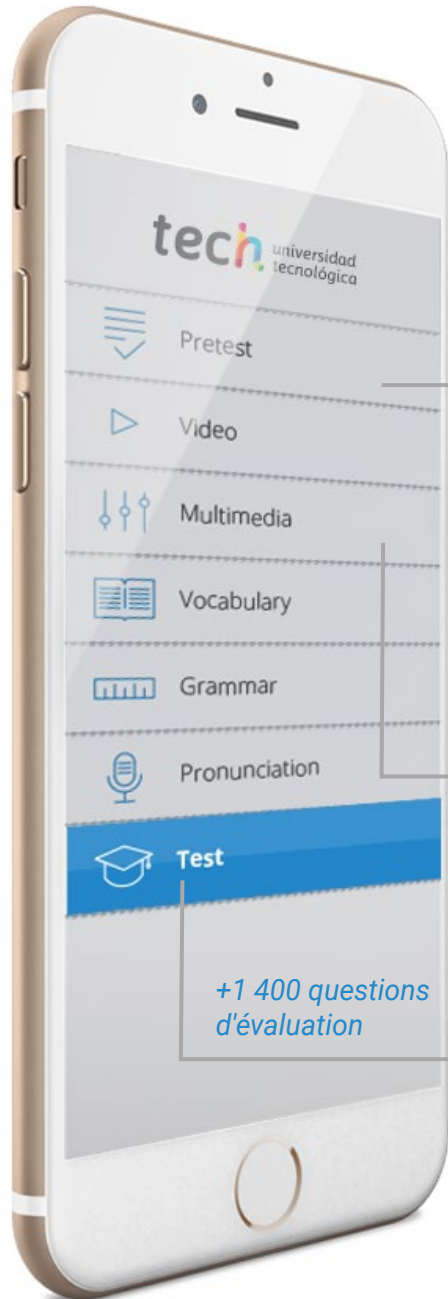 tech universidad
tecnológica
Pretest
Video
Multimedia
Vocabulary
Grammar
Pronunciation
Test
+1 400 questions
d'évaluation